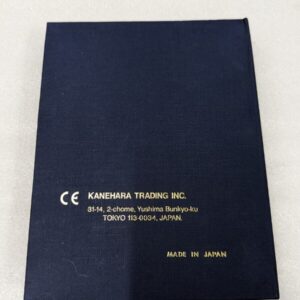 CE KANEHARA TRADING INC.
31-14, 2-chome, Yushima Bunkyo-ku
TOKYO 113-0034, JAPAN.
MADE IN JAPAN